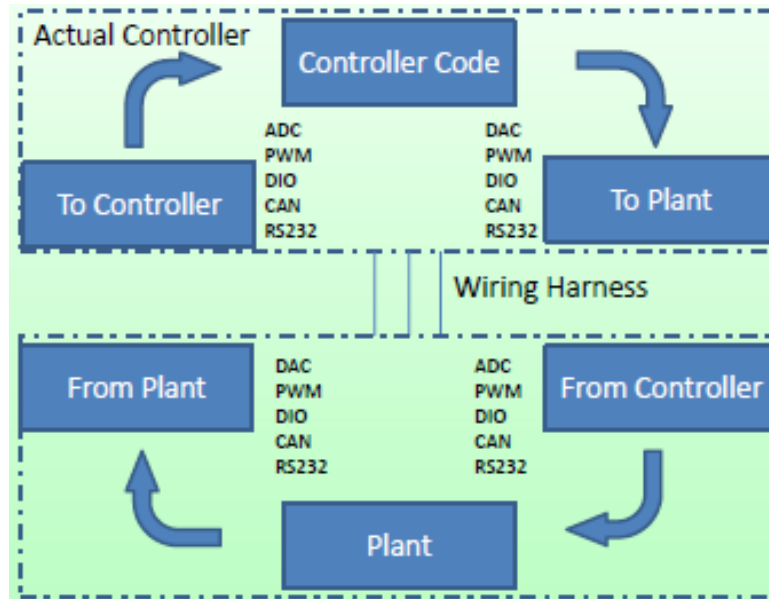 Actual Controller
Controller Code
ADC
PWM
DIO
CAN
RS232
DAC
PWM
DIO
CAN
RS232
To Controller
To Plant
Wiring Harness
From Plant
DAC
PWM
DIO
CAN
RS232
ADC
PWM
DIO
CAN
RS232
From Controller
Plant